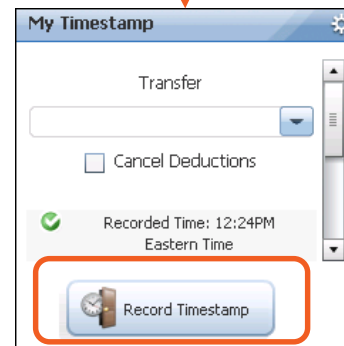 My Timestamp
Transfer
Cancel Deductions
Recorded Time: 12:24PM
Eastern Time
Record Timestamp